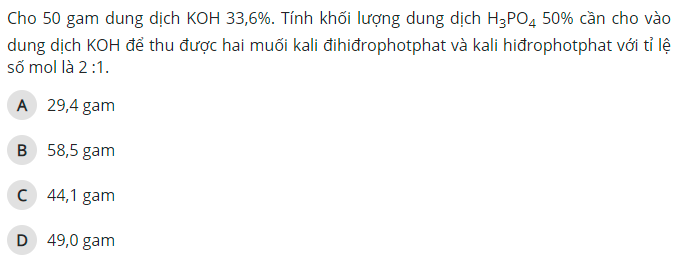 Cho 50 gam dung dịch KOH 33,6%. Tính khối lượng dung dịch H₃PO₄ 50% cần cho vào
dung dịch KOH để thu được hai muối kali đihiđrophotphat và kali hiđrophotphat với tỉ lệ
số mol là 2 :1.
A 29,4 gam
B 58,5 gam
C 44,1 gam
D 49,0 gam